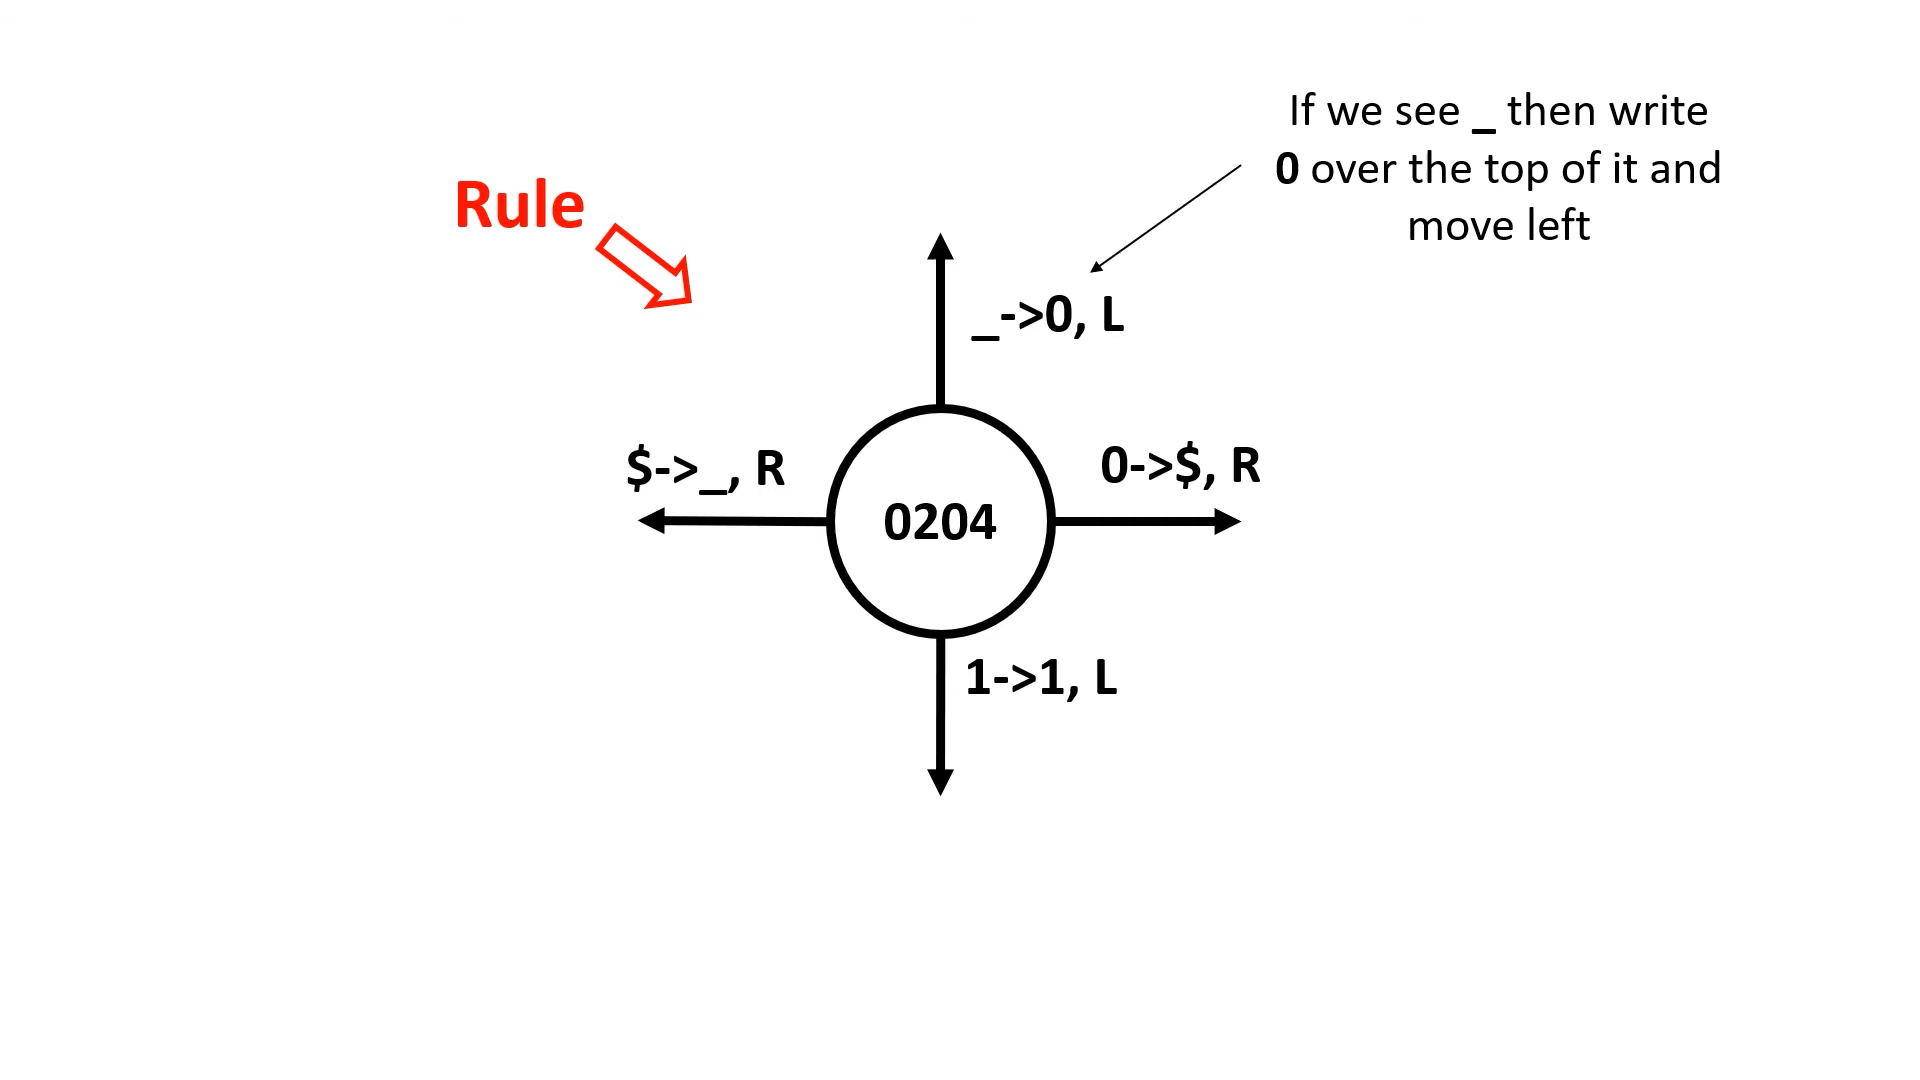 If we see _ then write
0 over the top of it and
move left
Rule
_->0, L
$->_, R
0->$, R
0204
1->1, L